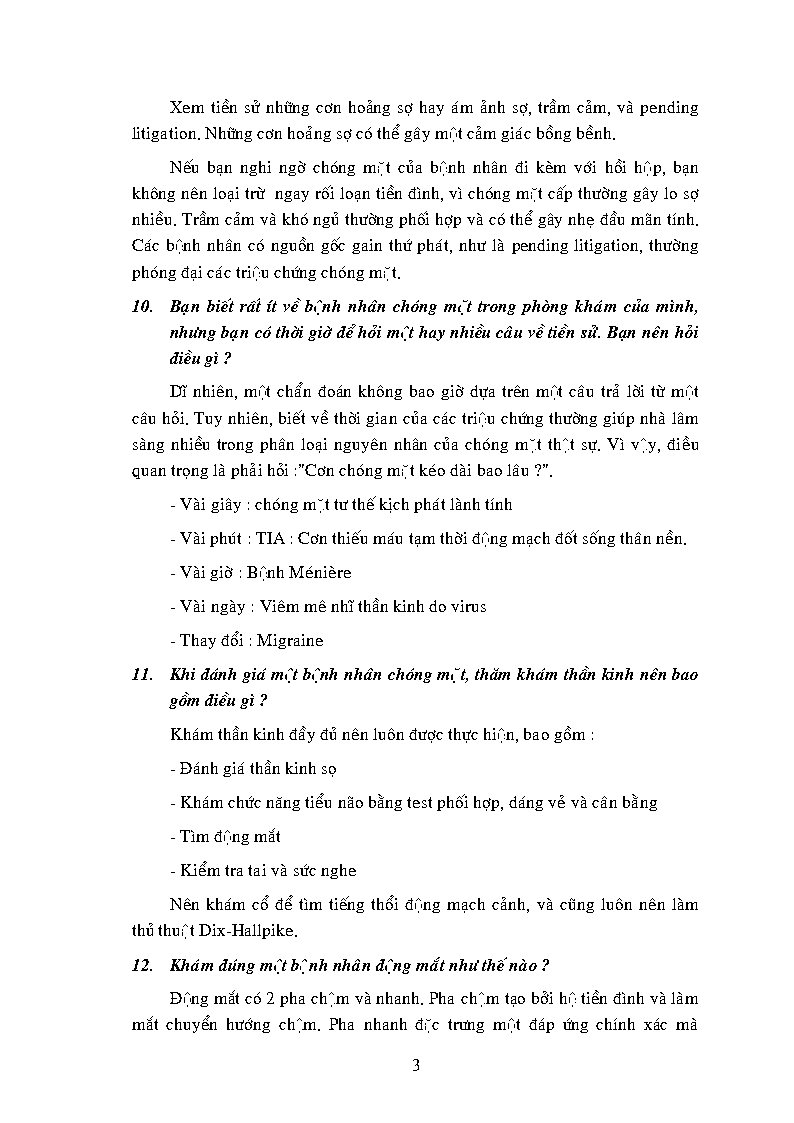 Xem tiền sử những cơn hoảng sợ hay ám ảnh sợ, trầm cảm, và pending
litigation. Những cơn hoảng sợ có thể gây một cảm giác bồng bềnh.
Nếu bạn nghi ngờ chóng mặt của bệnh nhân đi kèm với hồi hộp, bạn
không nên loại trừ ngay rối loạn tiền đình, vì chóng mặt cấp thường gây lo sợ
nhiều. Trầm cảm và khó ngủ thường phối hợp và có thể gây nhẹ đầu mãn tính.
Các bệnh nhân có nguồn gốc gain thứ phát, như là pending litigation, thường
phóng đại các triệu chứng chóng mặt.
10. Bạn biết rất ít về bệnh nhân chóng mặt trong phòng khám của mình,
nhưng bạn có thời giờ để hỏi một hay nhiều câu về tiền sử. Bạn nên hỏi
điều gì ?
Dĩ nhiên, một chẩn đoán không bao giờ dựa trên một câu trả lời từ một
câu hỏi. Tuy nhiên, biết về thời gian của các triệu chứng thường giúp nhà lâm
sàng nhiều trong phân loại nguyên nhân của chóng mặt thật sự. Vì vậy, điều
quan trọng là phải hỏi :"Cơn chóng mặt kéo dài bao lâu ?".
- Vài giây : chóng mặt tư thế kịch phát lành tính
- Vài phút : TIA : Cơn thiếu máu tạm thời động mạch đốt sống thân nền.
- Vài giờ : Bệnh Ménière
- Vài ngày : Viêm mê nhĩ thần kinh do virus
- Thay đổi : Migraine
11. Khi đánh giá một bệnh nhân chóng mặt, thăm khám thần kinh nên bao
gồm điều gì ?
Khám thần kinh đầy đủ nên luôn được thực hiện, bao gồm :
- Đánh giá thần kinh sọ
- Khám chức năng tiểu não bằng test phối hợp, dáng vẻ và cân bằng
- Tìm động mắt
- Kiểm tra tai và sức nghe
Nên khám cổ để tìm tiếng thổi động mạch cảnh, và cũng luôn nên làm
thủ thuật Dix-Hallpike.
12. Khám đúng một bệnh nhân động mắt như thế nào ?
Động mắt có 2 pha chậm và nhanh. Pha chậm tạo bởi hệ tiền đình và làm
mắt chuyển hướng chậm. Pha nhanh đặc trưng một đáp ứng chính xác mà
3